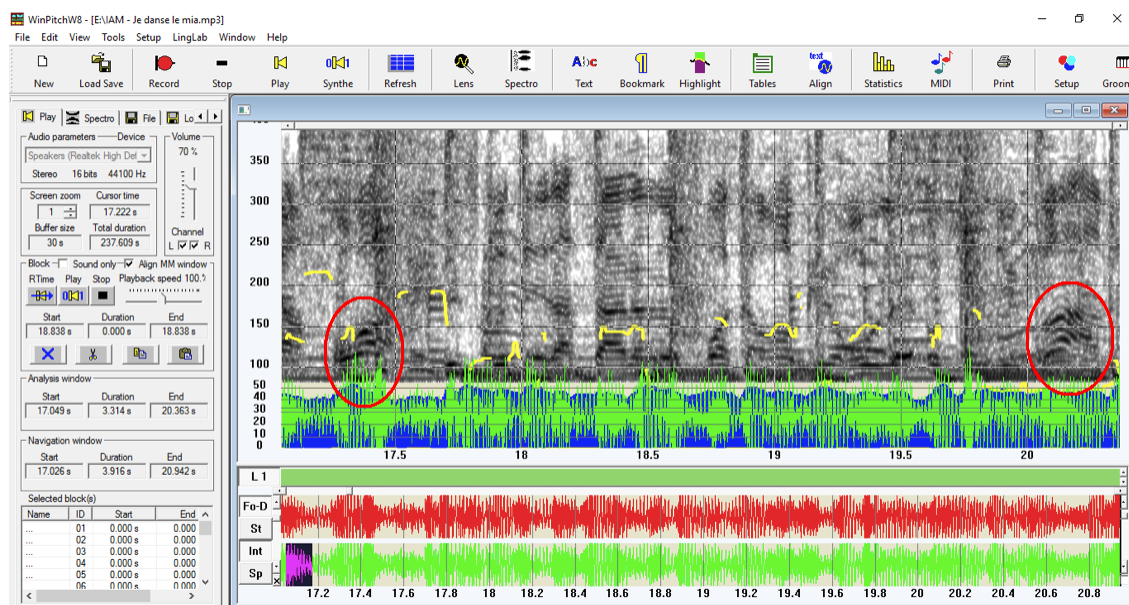 WinPitchW8 - [E:\IAM - Je danse le mia.mp3]
File Edit View Tools Setup LingLab Window Help
New Load Save Record Stop Play Synthe Refresh Lens Spectro Text Bookmark Highlight Tables Align Statistics MIDI Print Setup Groom
Play Spectro File Lo
Audio parameters Device Volume
Speakers (Realtek High Def 70 %
Stereo 16 bits 44100 Hz
Screen zoom Cursor time
1 17.222 s
Buffer size Total duration Channel
30 s 237.609 s L R
Block Sound only Align MM window
RTime Play Stop Playback speed 100.%
Start Duration End
18.838 s 0.000 s 18.838 s
Analysis window
Start Duration End
17.049 s 3.314 s 20.363 s
Navigation window
Start Duration End
17.026 s 3.916 s 20.942 s
Selected block(s)
Name ID Start End
... 01 0.000 s 0.000
... 02 0.000 s 0.000
... 03 0.000 s 0.000
... 04 0.000 s 0.000
... 05 0.000 s 0.000
... 06 0.000 s 0.000
350
300
250
200
150
100
50
40
30
20
10
0
17.5 18 18.5 19 19.5 20
L 1
Fo-D
St
Int
Sp
17.2 17.4 17.6 17.8 18 18.2 18.4 18.6 18.8 19 19.2 19.4 19.6 19.8 20 20.2 20.4 20.6 20.8